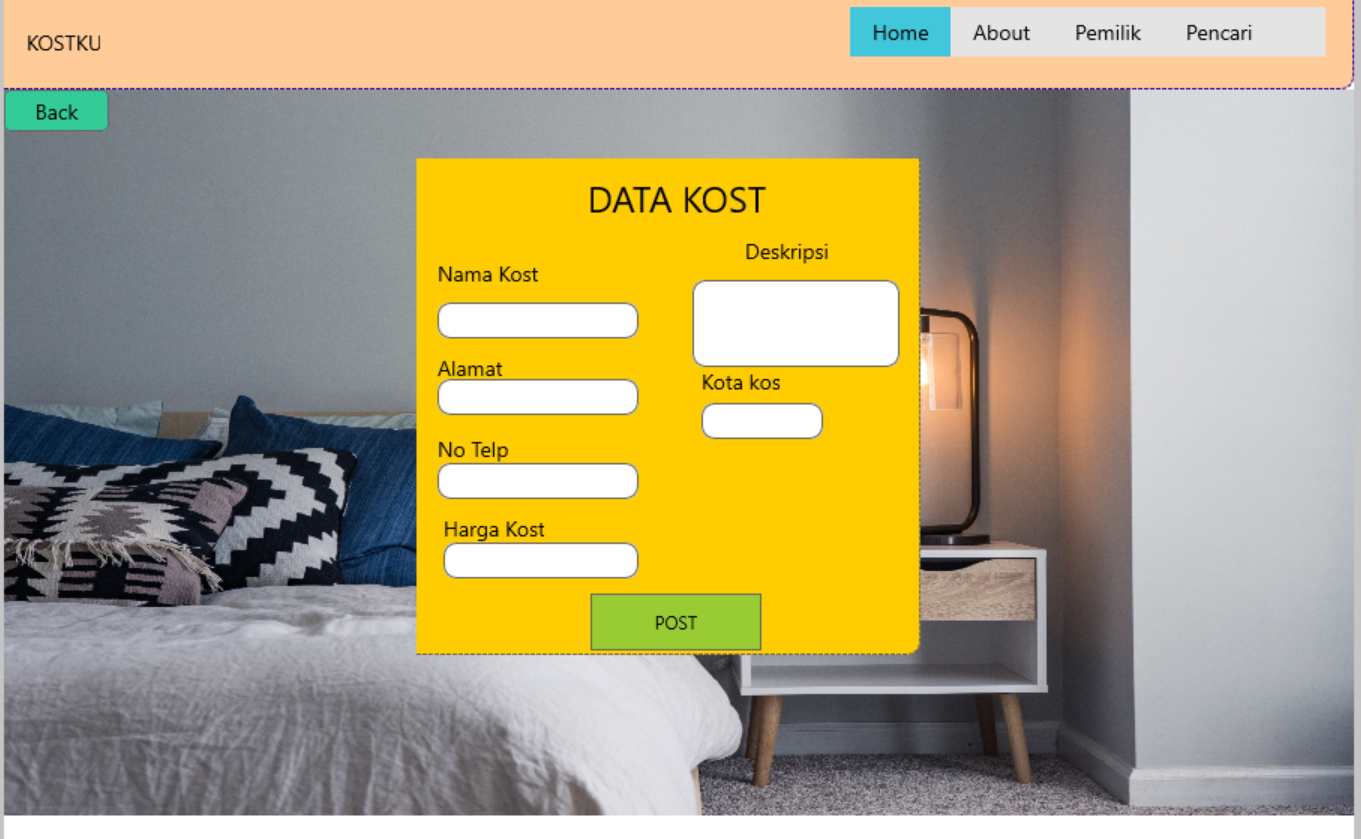 KOSTKU
Home About Pemilik Pencari
Back
DATA KOST
Nama Kost
Alamat
No Telp
Harga Kost
Deskripsi
Kota kos
POST